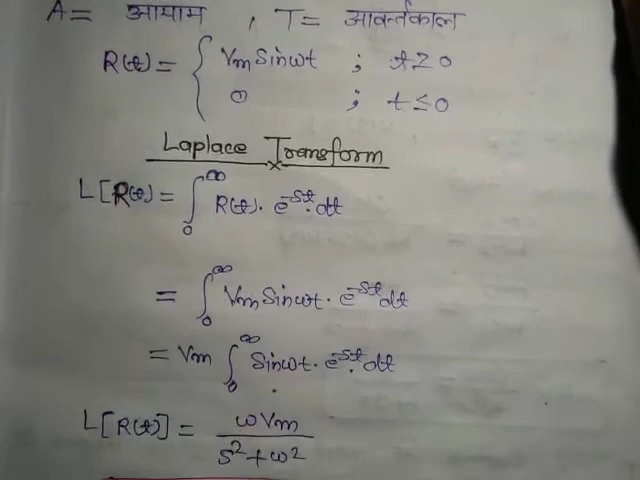 A = आयाम , T = आवर्तकाल
R(t) = { Vm Sinωt ; t ≥ 0
0 ; t ≤ 0
Laplace Transform
L[R(t) = ∫₀^∞ R(t). e^-st. dt
= ∫₀^∞ Vm Sinωt . e^-st dt
= Vm ∫₀^∞ Sinωt. e^-st. dt
L[R(t)] = ωVm / s²+ω²